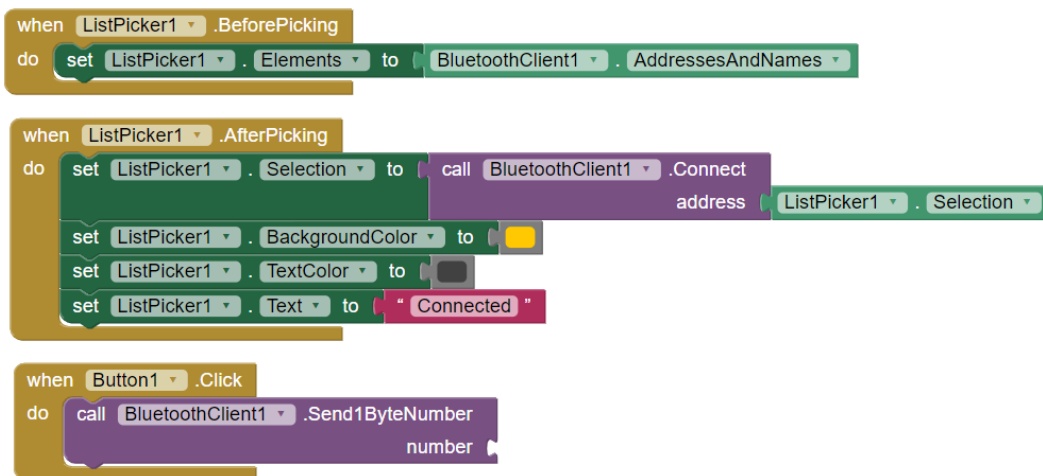 when ListPicker1 .BeforePicking
do set ListPicker1 . Elements to BluetoothClient1 . AddressesAndNames
when ListPicker1 .AfterPicking
do set ListPicker1 . Selection to call BluetoothClient1 .Connect
address ListPicker1 . Selection
set ListPicker1 . BackgroundColor to
set ListPicker1 . TextColor to
set ListPicker1 . Text to “ Connected ”
when Button1 .Click
do call BluetoothClient1 .Send1ByteNumber
number